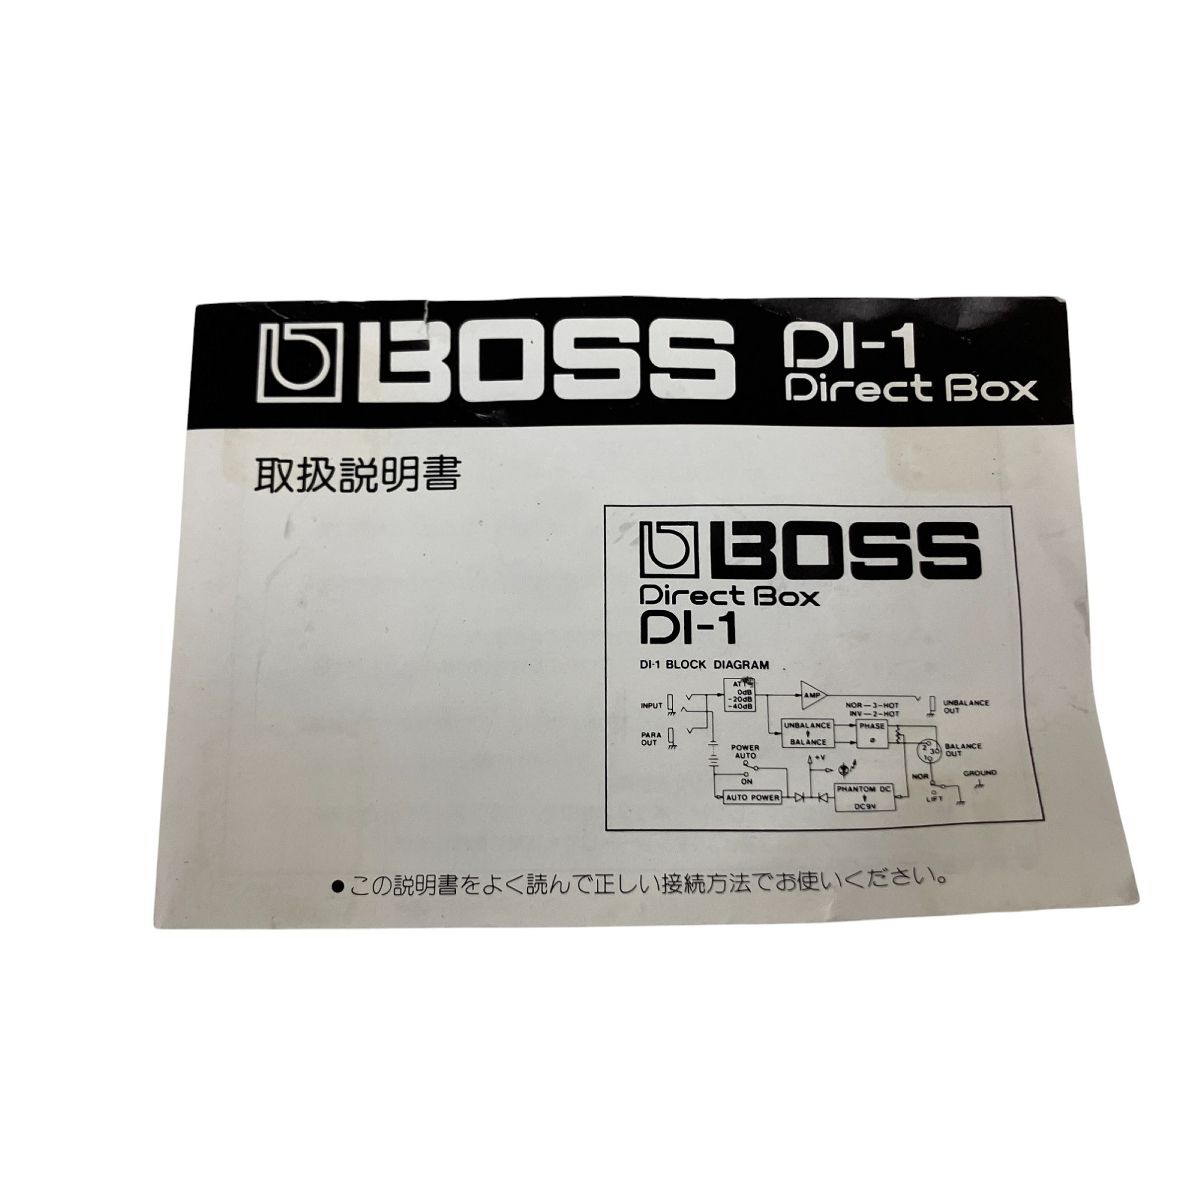 BOSS DI-1
Direct Box
取扱説明書
BOSS
Direct Box
DI-1
DI-1 BLOCK DIAGRAM
ATT
0dB
-20dB
-40dB
AMP
INPUT
PARA
OUT
NOR—3-HOT
INV—2-HOT
UNBALANCE
OUT
UNBALANCE
BALANCE
PHASE
ø
2
3
1
BALANCE
OUT
POWER
AUTO
ON
+V
NOR
GROUND
LIFT
AUTO POWER
PHANTOM DC
DC9V
●この説明書をよく読んで正しい接続方法でお使いください。